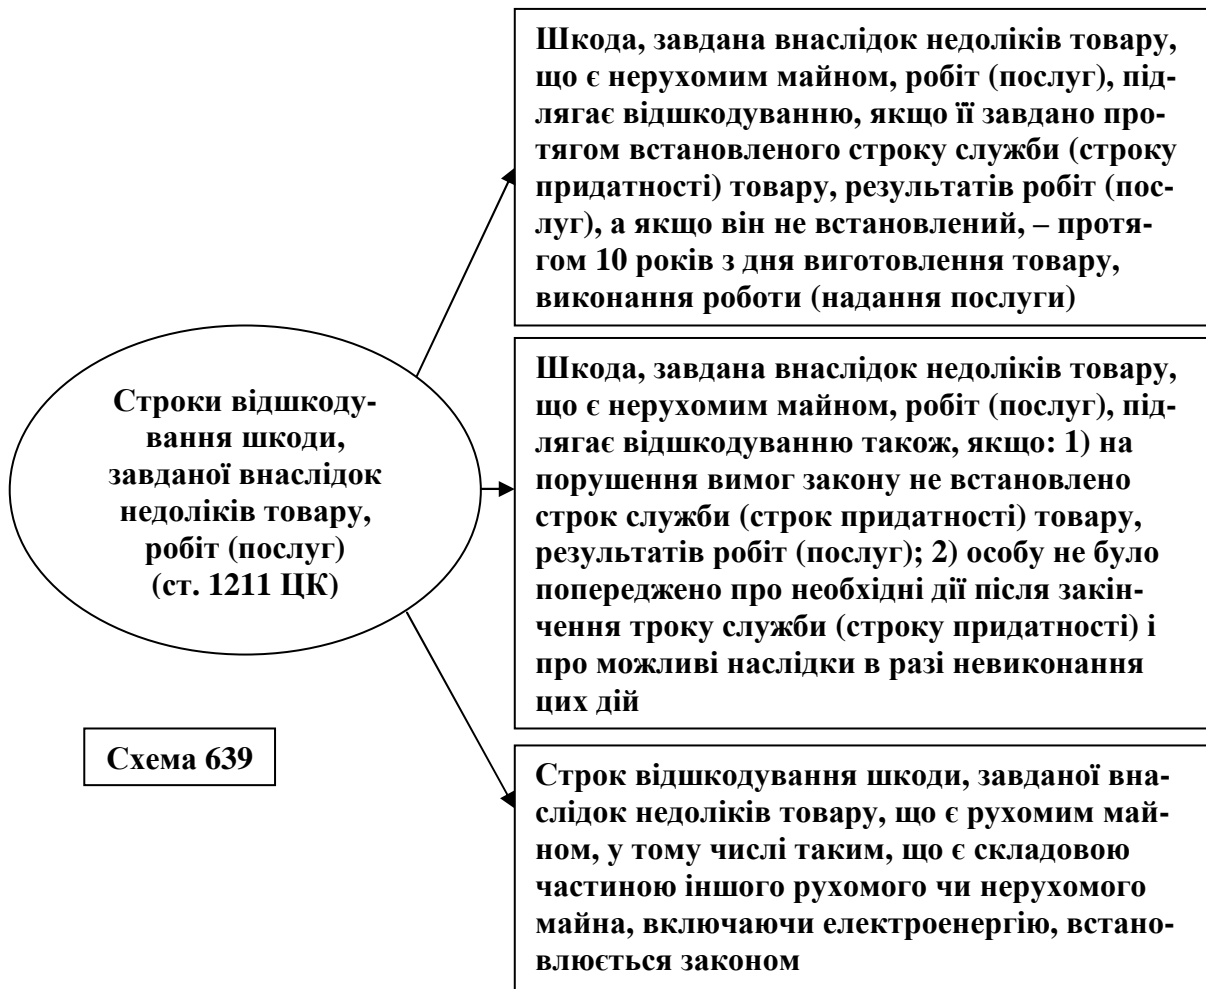 Шкода, завдана внаслідок недоліків товару,
що є нерухомим майном, робіт (послуг), під-
лягає відшкодуванню, якщо її завдано про-
тягом встановленого строку служби (строку
придатності) товару, результатів робіт (пос-
луг), а якщо він не встановлений, – протя-
гом 10 років з дня виготовлення товару,
виконання роботи (надання послуги)
Строки відшкоду-
вання шкоди,
завданої внаслідок
недоліків товару,
робіт (послуг)
(ст. 1211 ЦК)
Шкода, завдана внаслідок недоліків товару,
що є нерухомим майном, робіт (послуг), під-
лягає відшкодуванню також, якщо: 1) на
порушення вимог закону не встановлено
строк служби (строк придатності) товару,
результатів робіт (послуг); 2) особу не було
попереджено про необхідні дії після закін-
чення троку служби (строку придатності) і
про можливі наслідки в разі невиконання
цих дій
Схема 639
Строк відшкодування шкоди, завданої вна-
слідок недоліків товару, що є рухомим май-
ном, у тому числі таким, що є складовою
частиною іншого рухомого чи нерухомого
майна, включаючи електроенергію, встано-
влюється законом